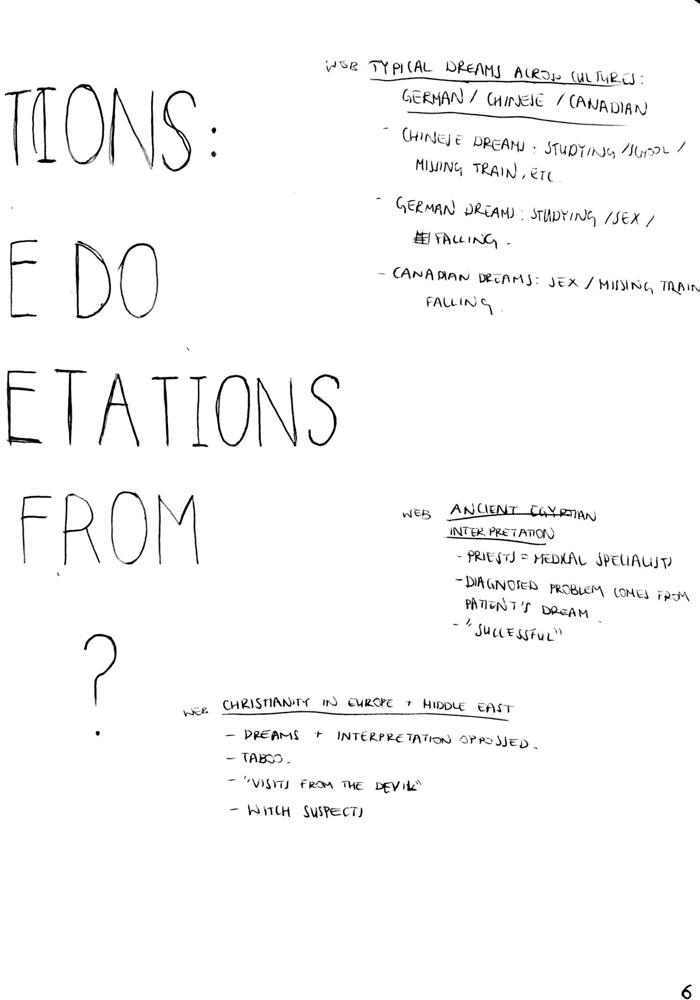 TIONS:
E DO
ETATIONS
FROM
?
WEB TYPICAL DREAMS ACROSS CULTURES:
GERMAN / CHINESE / CANADIAN
- CHINESE DREAMS: STUDYING / SCHOOL /
MISSING TRAIN, ETC.
- GERMAN DREAMS: STUDYING / SEX /
FALLING.
- CANADIAN DREAMS: SEX / MISSING TRAIN
FALLING.
WEB ANCIENT EGYPTIAN
INTERPRETATION
- PRIESTS = MEDICAL SPECIALISTS
- DIAGNOSED PROBLEM COMES FROM
PATIENT'S DREAM.
- "SUCCESSFUL"
WEB CHRISTIANITY IN EUROPE + MIDDLE EAST
- DREAMS + INTERPRETATION OPPOSSED.
- TABOO.
- "VISITS FROM THE DEVIL"
- WITCH SUSPECTS
6